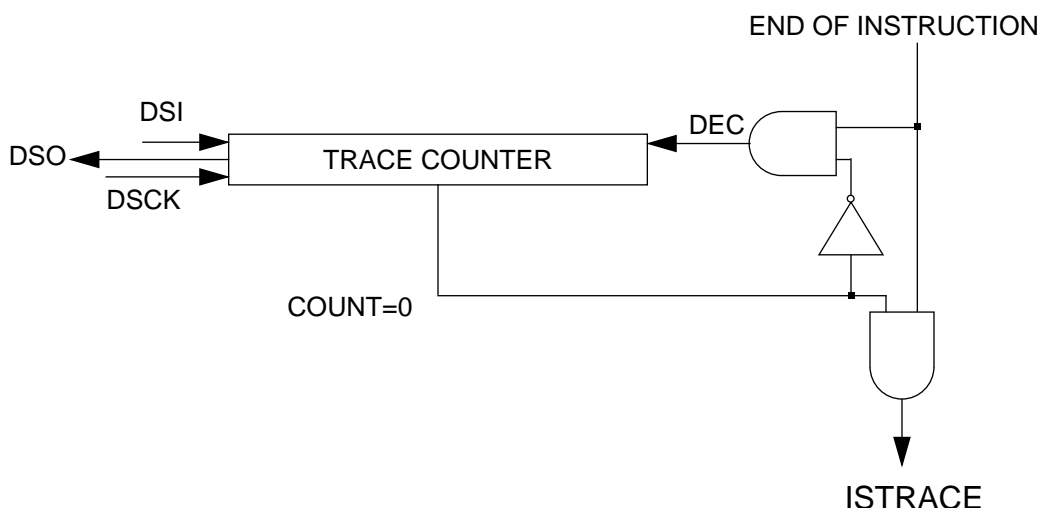 END OF INSTRUCTION
DSI
DEC
DSO
TRACE COUNTER
DSCK
COUNT=0
ISTRACE